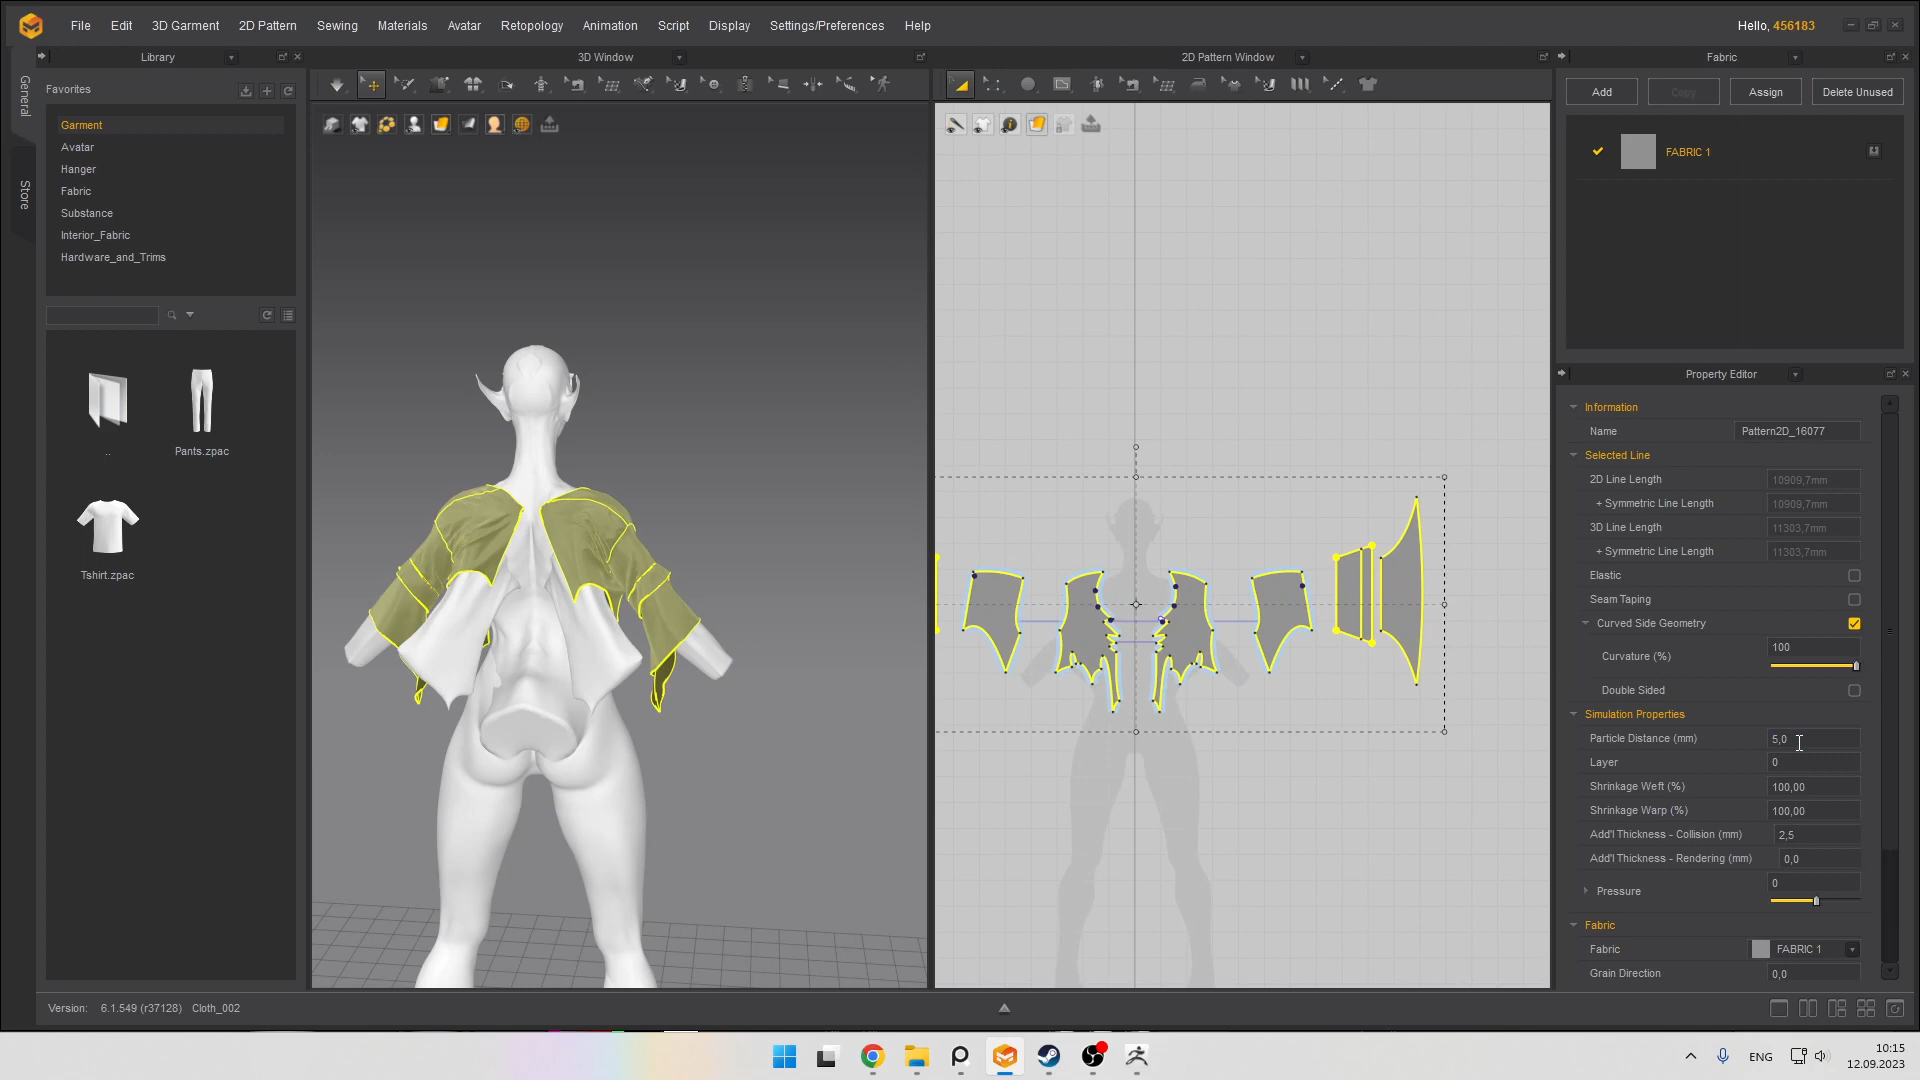 File Edit 3D Garment 2D Pattern Sewing Materials Avatar Retopology Animation Script Display Settings/Preferences Help
Hello, 456183
Library
3D Window
2D Pattern Window
Fabric
General
Store
Favorites
Garment
Avatar
Hanger
Fabric
Substance
Interior_Fabric
Hardware_and_Trims
..
Pants.zpac
Tshirt.zpac
Add
Copy
Assign
Delete Unused
FABRIC 1
Property Editor
Information
Name Pattern2D_16077
Selected Line
2D Line Length 10909,7mm
+ Symmetric Line Length 10909,7mm
3D Line Length 11303,7mm
+ Symmetric Line Length 11303,7mm
Elastic
Seam Taping
Curved Side Geometry
Curvature (%) 100
Double Sided
Simulation Properties
Particle Distance (mm) 5,0
Layer 0
Shrinkage Weft (%) 100,00
Shrinkage Warp (%) 100,00
Add'l Thickness - Collision (mm) 2,5
Add'l Thickness - Rendering (mm) 0,0
Pressure 0
Fabric
Fabric FABRIC 1
Grain Direction 0,0
Version: 6.1.549 (r37128) Cloth_002
ENG
10:15
12.09.2023